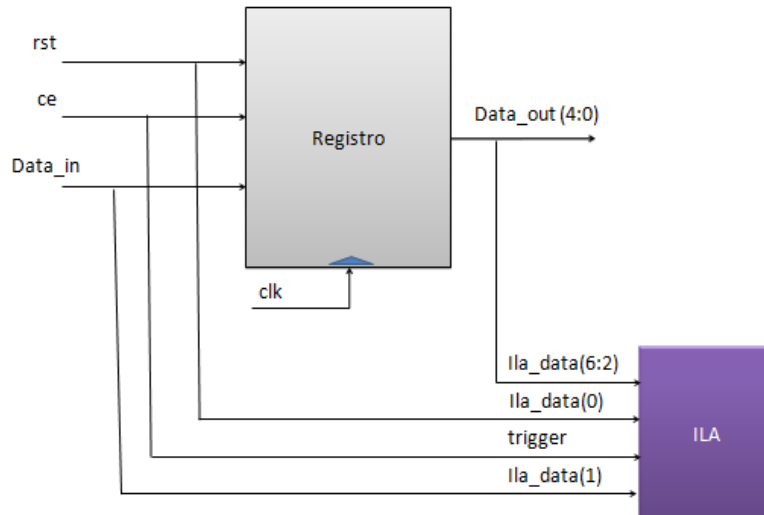 rst
ce
Data_in
Registro
Data_out (4:0)
clk
Ila_data(6:2)
Ila_data(0)
trigger
Ila_data(1)
ILA